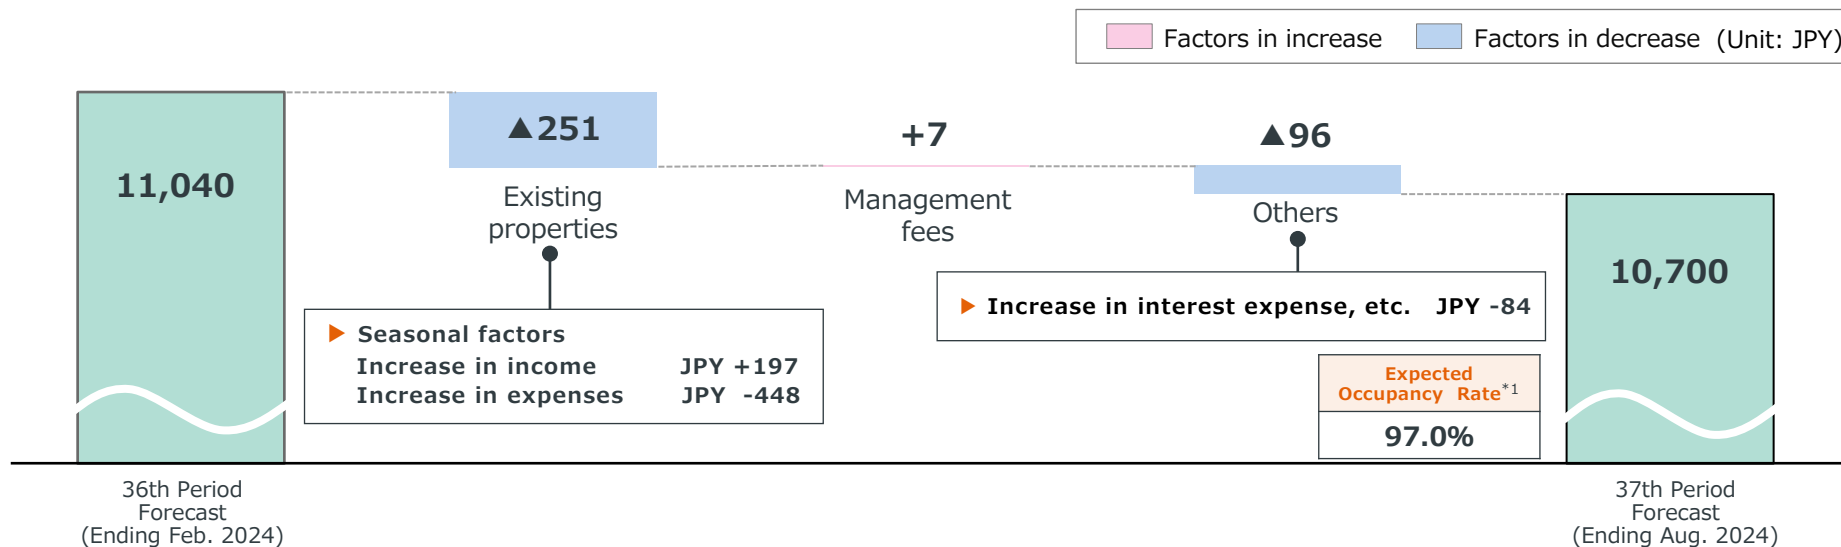 Factors in increase
Factors in decrease (Unit: JPY)
11,040
▲251
Existing
properties
+7
Management
fees
▲96
Others
10,700
▶ Seasonal factors
Increase in income JPY +197
Increase in expenses JPY -448
▶ Increase in interest expense, etc. JPY -84
Expected
Occupancy Rate*1
97.0%
36th Period
Forecast
(Ending Feb. 2024)
37th Period
Forecast
(Ending Aug. 2024)